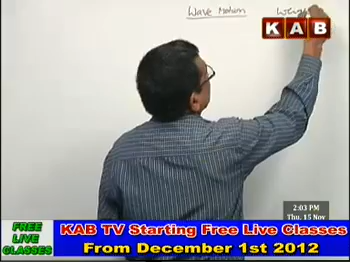 Wave Motion
KAB
2:03 PM
Thu, 15 Nov
FREE
LIVE
CLASSES
KAB TV Starting Free Live Classes
From December 1st 2012